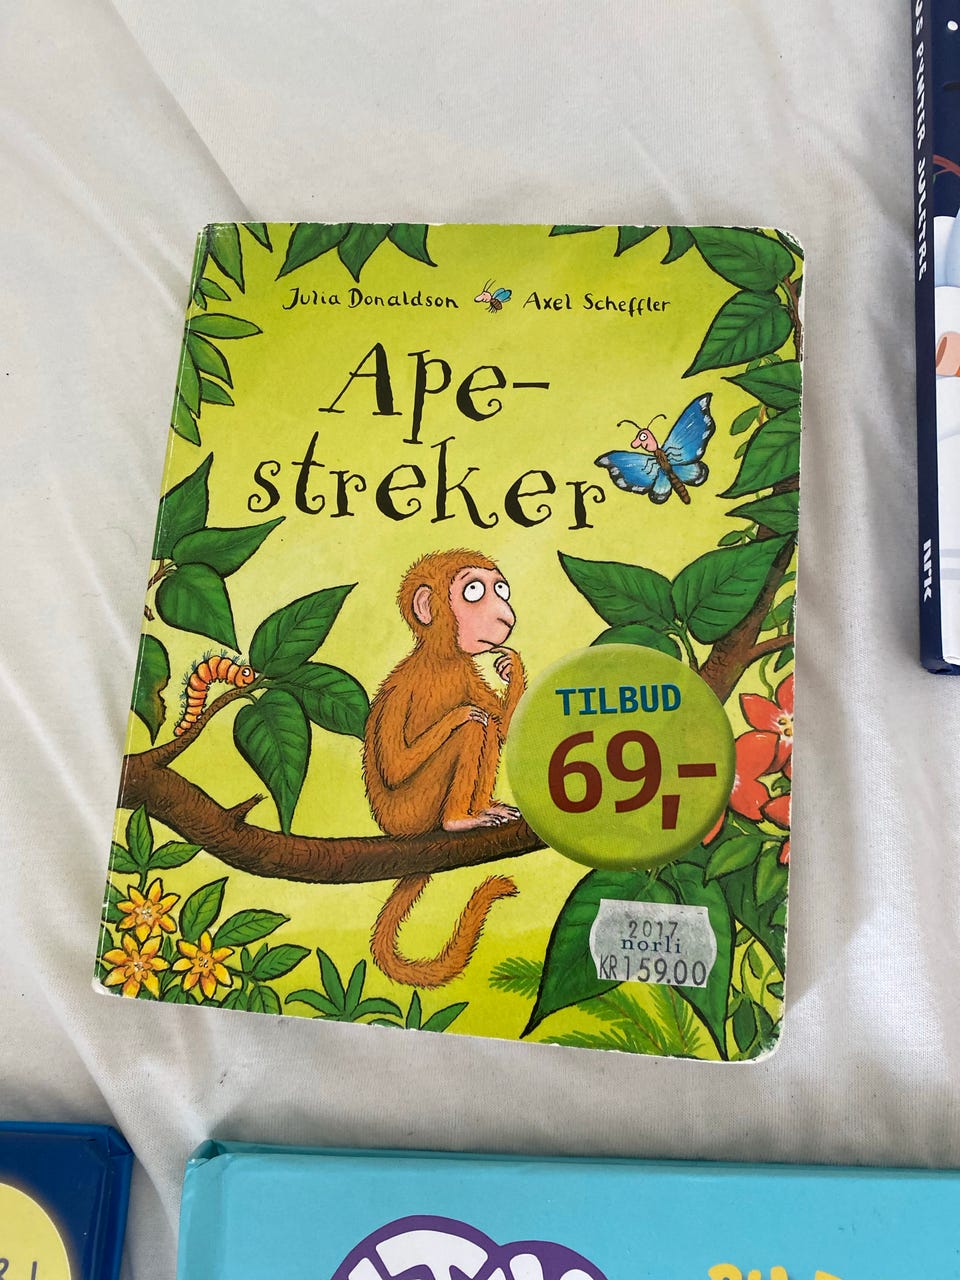 Julia Donaldson Axel Scheffler
Ape-
streker
TILBUD
69,-
2017
norli
KR159.00
nrk